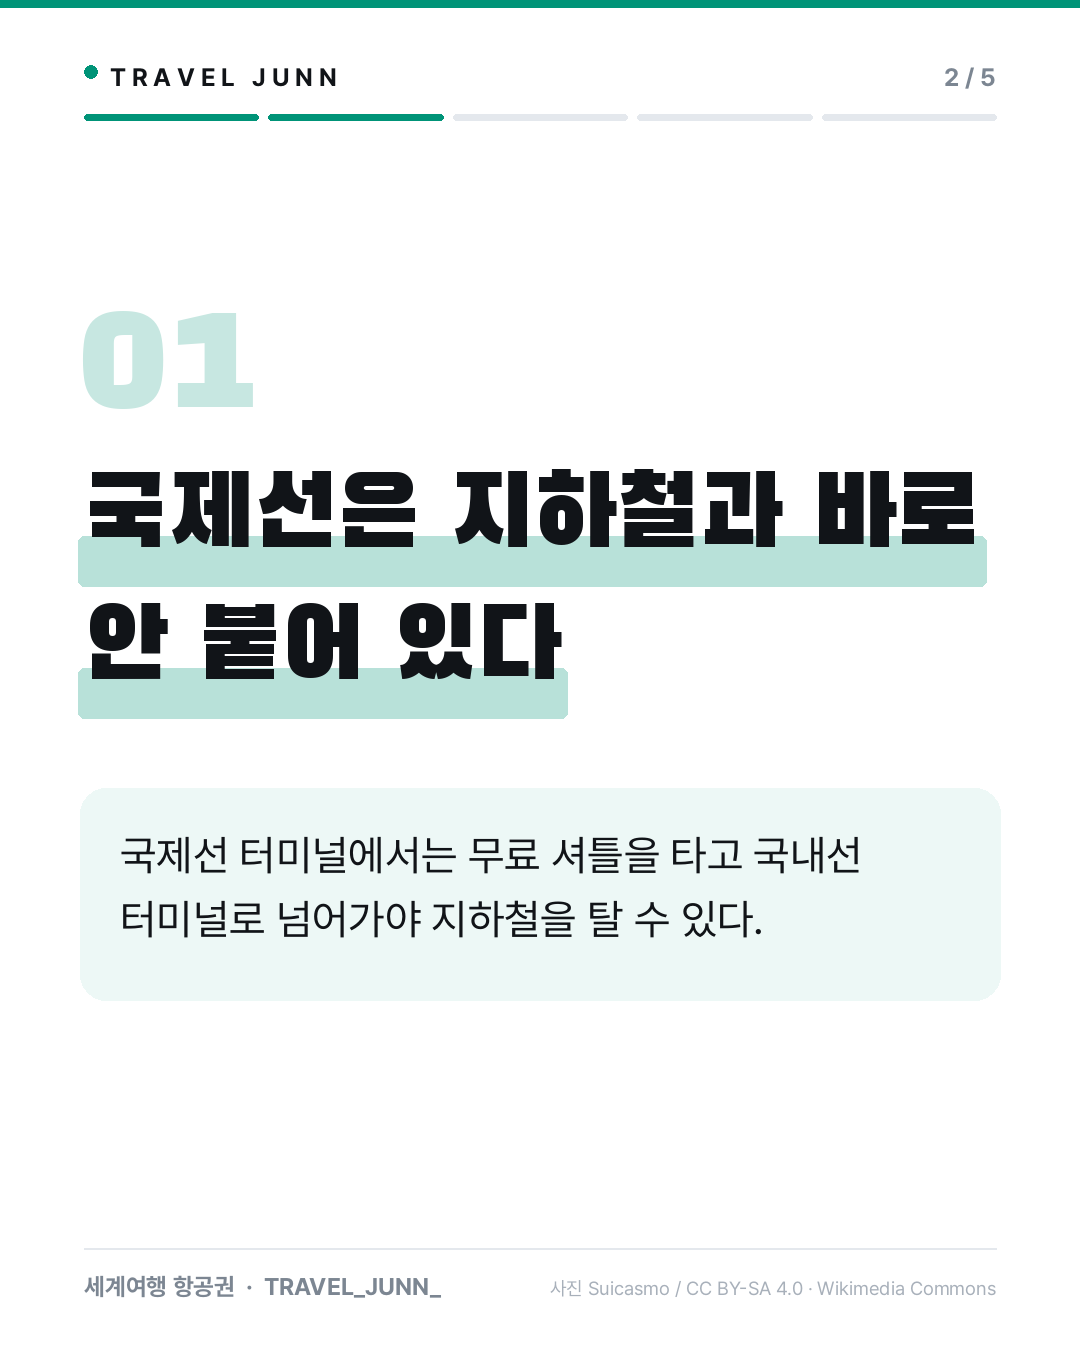 TRAVEL JUNN
2 / 5
01
국제선은 지하철과 바로
안 붙어 있다
국제선 터미널에서는 무료 셔틀을 타고 국내선
터미널로 넘어가야 지하철을 탈 수 있다.
세계여행 항공권 · TRAVEL_JUNN_
사진 Suicasmo / CC BY-SA 4.0 · Wikimedia Commons